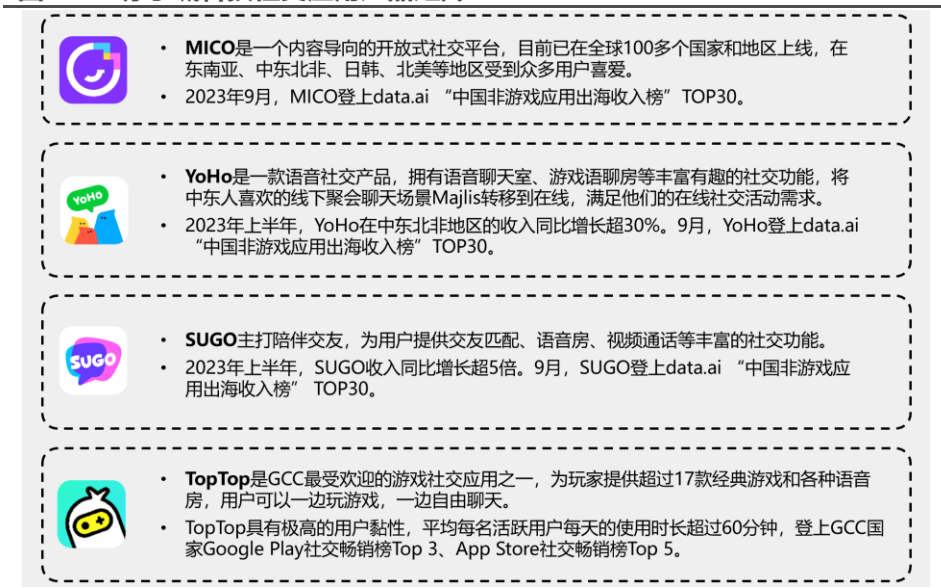 MICO是一个内容导向的开放式社交平台，目前已在全球100多个国家和地区上线，在
东南亚、中东北非、日韩、北美等地区受到众多用户喜爱。
2023年9月，MICO登上data.ai “中国非游戏应用出海收入榜” TOP30。
YoHo
YoHo是一款语音社交产品，拥有语音聊天室、游戏语聊房等丰富有趣的社交功能，将
中东人喜欢的线下聚会聊天场景Majlis转移到在线，满足他们的在线社交活动需求。
2023年上半年，YoHo在中东北非地区的收入同比增长超30%。9月，YoHo登上data.ai
“中国非游戏应用出海收入榜” TOP30。
SUGO
SUGO主打陪伴交友，为用户提供交友匹配、语音房、视频通话等丰富的社交功能。
2023年上半年，SUGO收入同比增长超5倍。9月，SUGO登上data.ai “中国非游戏应
用出海收入榜” TOP30。
TopTop是GCC最受欢迎的游戏社交应用之一，为玩家提供超过17款经典游戏和各种语音
房，用户可以一边玩游戏，一边自由聊天。
TopTop具有极高的用户黏性，平均每名活跃用户每天的使用时长超过60分钟，登上GCC国
家Google Play社交畅销榜Top 3、App Store社交畅销榜Top 5。